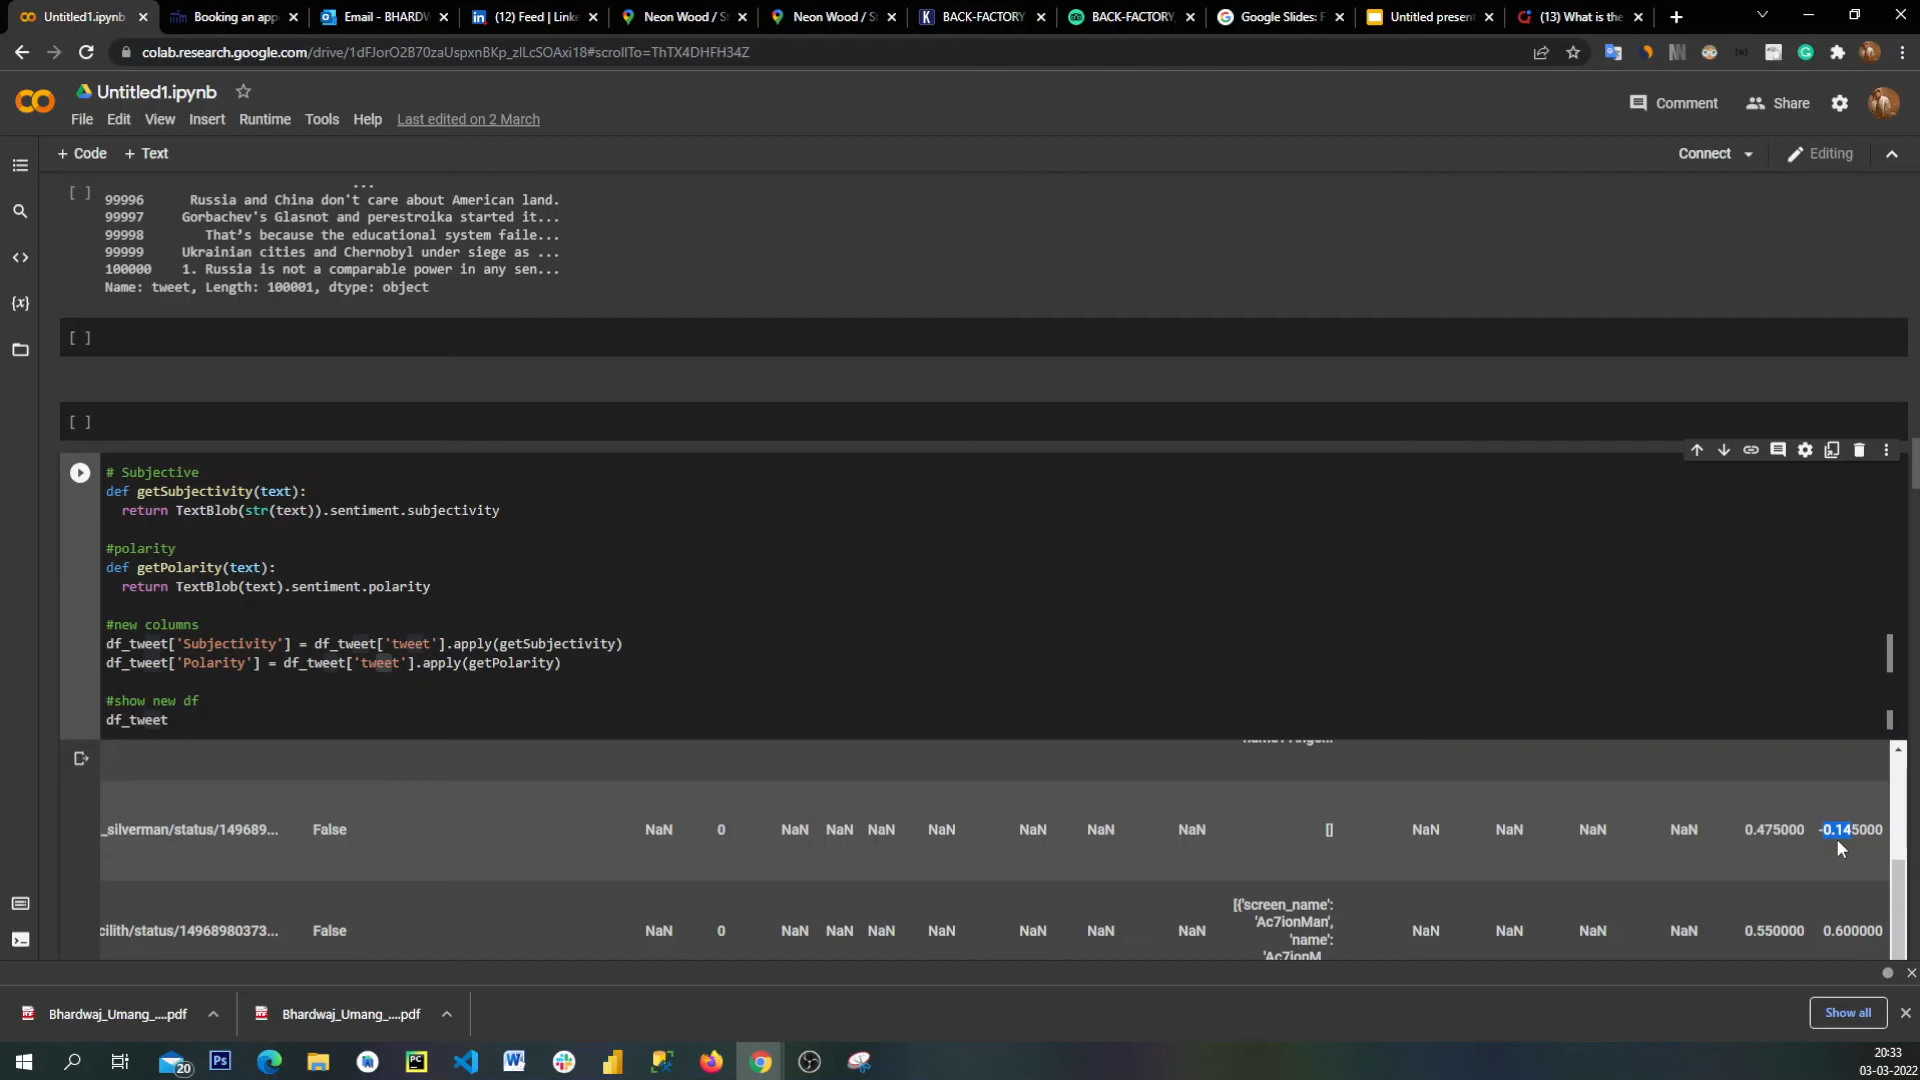 Untitled1.ipynb
Booking an app
Email - BHARDW
(12) Feed | Linke
Neon Wood / S
Neon Wood / S
BACK-FACTORY
BACK-FACTORY,
Google Slides: F
Untitled present
(13) What is the
colab.research.google.com/drive/1dFJorO2B70zaUspxnBKp_zlLcSOAxi18#scrollTo=ThTX4DHFH34Z
Untitled1.ipynb
Comment
Share
File Edit View Insert Runtime Tools Help Last edited on 2 March
+ Code + Text
Connect
Editing
[ ]
...
99996 Russia and China don't care about American land.
99997 Gorbachev's Glasnot and perestroika started it...
99998 That’s because the educational system faile...
99999 Ukrainian cities and Chernobyl under siege as ...
100000 1. Russia is not a comparable power in any sen...
Name: tweet, Length: 100001, dtype: object
[ ]
[ ]
# Subjective
def getSubjectivity(text):
return TextBlob(str(text)).sentiment.subjectivity
#polarity
def getPolarity(text):
return TextBlob(text).sentiment.polarity
#new columns
df_tweet['Subjectivity'] = df_tweet['tweet'].apply(getSubjectivity)
df_tweet['Polarity'] = df_tweet['tweet'].apply(getPolarity)
#show new df
df_tweet
_silverman/status/149689... False NaN 0 NaN NaN NaN NaN NaN NaN NaN [] NaN NaN NaN NaN 0.475000 -0.145000
[{'screen_name':
'Ac7ionMan',
cilith/status/14968980373... False NaN 0 NaN NaN NaN NaN NaN NaN NaN NaN NaN NaN NaN 0.550000 0.600000
'name':
'Ac7ionM...
Bhardwaj_Umang_....pdf
Bhardwaj_Umang_....pdf
Show all
20
Ps
PC
W
20:33
03-03-2022